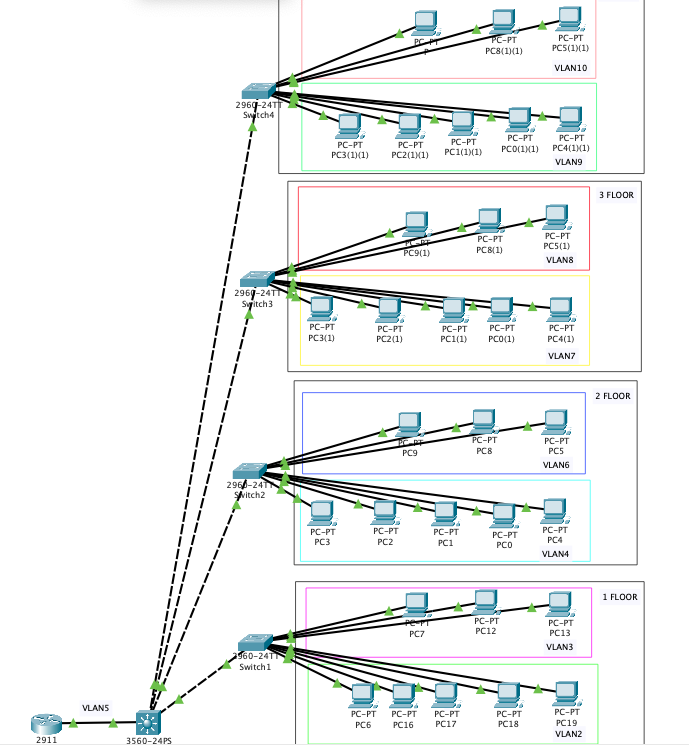 PC-PT
PC-PT
PC8(1)(1)
PC-PT
PC5(1)(1)
VLAN10
2960-24TT
Switch4
PC-PT
PC3(1)(1)
PC-PT
PC2(1)(1)
PC-PT
PC1(1)(1)
PC-PT
PC0(1)(1)
PC-PT
PC4(1)(1)
VLAN9
3 FLOOR
PC-PT
PC9(1)
PC-PT
PC8(1)
PC-PT
PC5(1)
VLAN8
2960-24TT
Switch3
PC-PT
PC3(1)
PC-PT
PC2(1)
PC-PT
PC1(1)
PC-PT
PC0(1)
PC-PT
PC4(1)
VLAN7
2 FLOOR
PC-PT
PC9
PC-PT
PC8
PC-PT
PC5
VLAN6
2960-24TT
Switch2
PC-PT
PC3
PC-PT
PC2
PC-PT
PC1
PC-PT
PC0
PC-PT
PC4
VLAN4
1 FLOOR
PC-PT
PC7
PC-PT
PC12
PC-PT
PC13
VLAN3
2960-24TT
Switch1
PC-PT
PC6
PC-PT
PC16
PC-PT
PC17
PC-PT
PC18
PC-PT
PC19
VLAN2
VLAN5
2911
3560-24PS